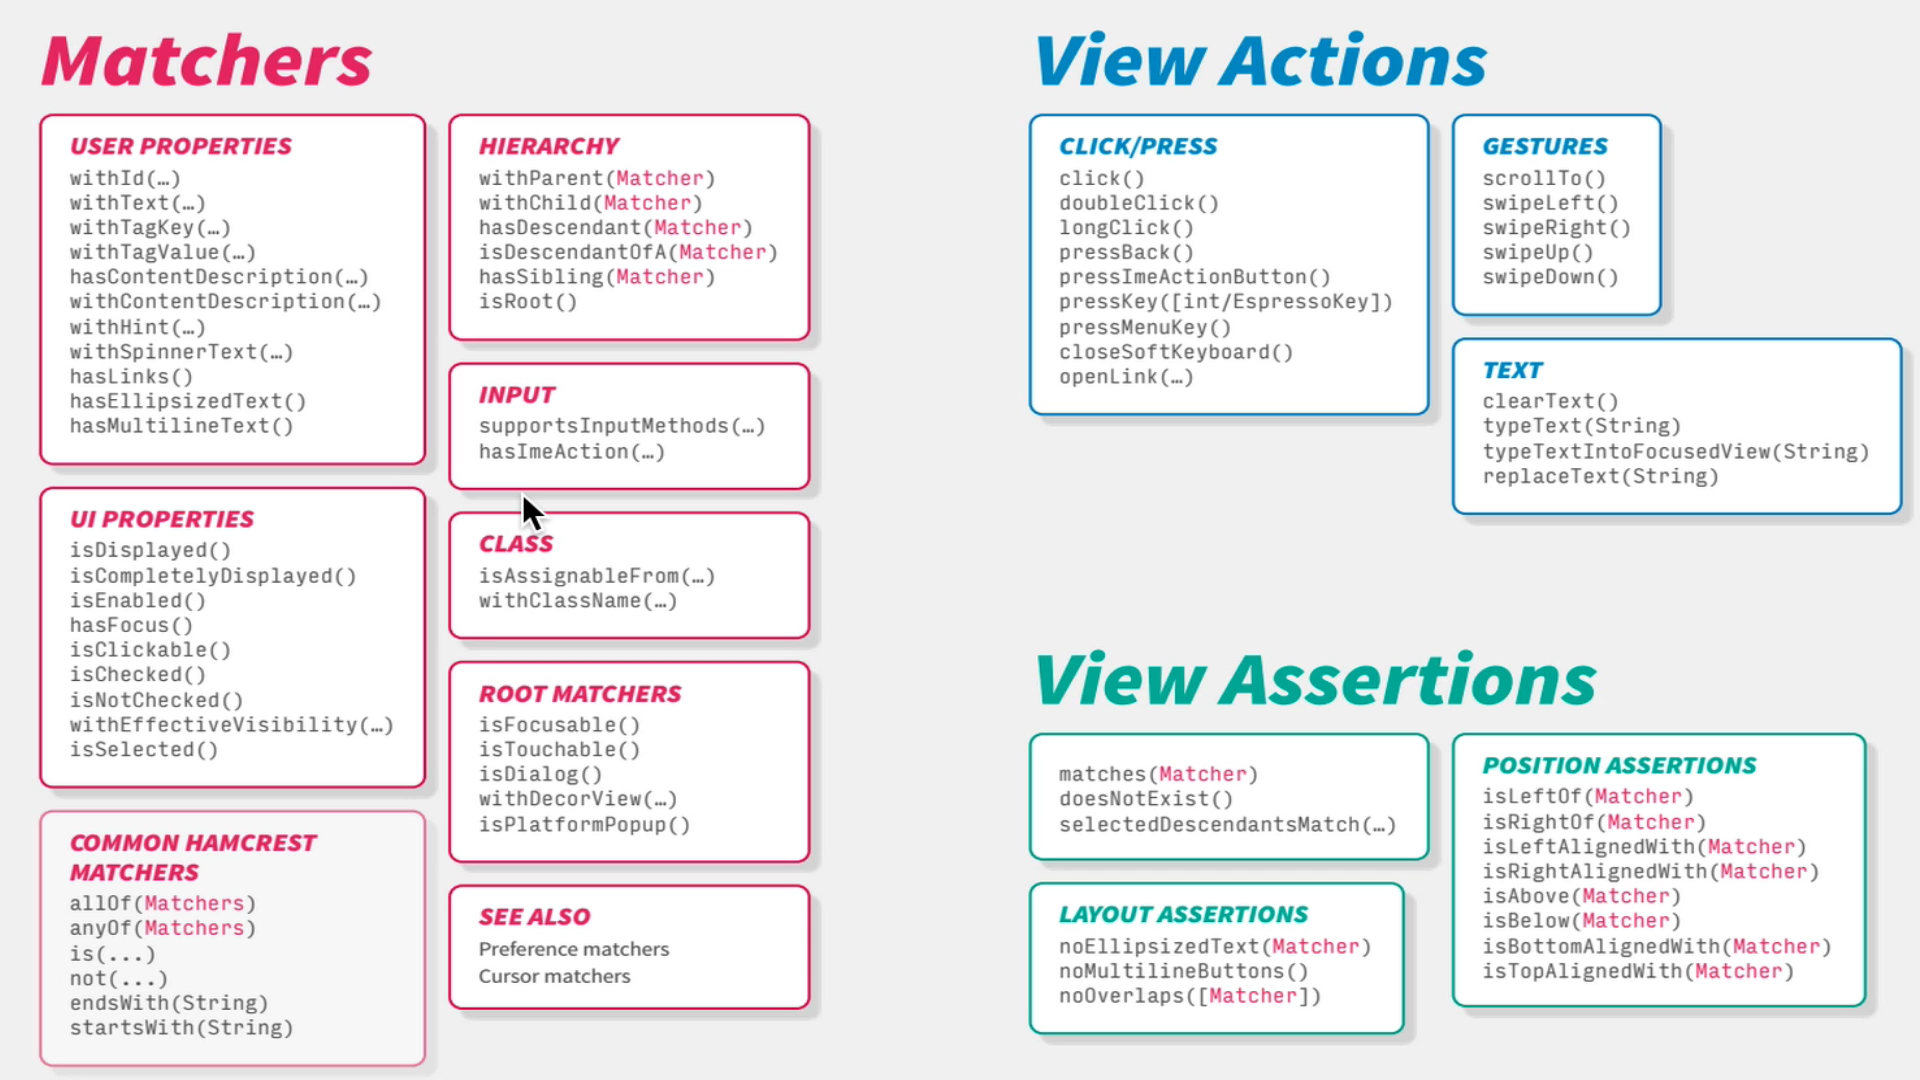 Matchers
USER PROPERTIES
withId(…)
withText(…)
withTagKey(…)
withTagValue(…)
hasContentDescription(…)
withContentDescription(…)
withHint(…)
withSpinnerText(…)
hasLinks()
hasEllipsizedText()
hasMultilineText()
UI PROPERTIES
isDisplayed()
isCompletelyDisplayed()
isEnabled()
hasFocus()
isClickable()
isChecked()
isNotChecked()
withEffectiveVisibility(…)
isSelected()
COMMON HAMCREST
MATCHERS
allOf(Matchers)
anyOf(Matchers)
is(...)
not(...)
endsWith(String)
startsWith(String)
HIERARCHY
withParent(Matcher)
withChild(Matcher)
hasDescendant(Matcher)
isDescendantOfA(Matcher)
hasSibling(Matcher)
isRoot()
INPUT
supportsInputMethods(…)
hasImeAction(…)
CLASS
isAssignableFrom(…)
withClassName(…)
ROOT MATCHERS
isFocusable()
isTouchable()
isDialog()
withDecorView(…)
isPlatformPopup()
SEE ALSO
Preference matchers
Cursor matchers
View Actions
CLICK/PRESS
click()
doubleClick()
longClick()
pressBack()
pressImeActionButton()
pressKey([int/EspressoKey])
pressMenuKey()
closeSoftKeyboard()
openLink(…)
GESTURES
scrollTo()
swipeLeft()
swipeRight()
swipeUp()
swipeDown()
TEXT
clearText()
typeText(String)
typeTextIntoFocusedView(String)
replaceText(String)
View Assertions
matches(Matcher)
doesNotExist()
selectedDescendantsMatch(…)
LAYOUT ASSERTIONS
noEllipsizedText(Matcher)
noMultilineButtons()
noOverlaps([Matcher])
POSITION ASSERTIONS
isLeftOf(Matcher)
isRightOf(Matcher)
isLeftAlignedWith(Matcher)
isRightAlignedWith(Matcher)
isAbove(Matcher)
isBelow(Matcher)
isBottomAlignedWith(Matcher)
isTopAlignedWith(Matcher)